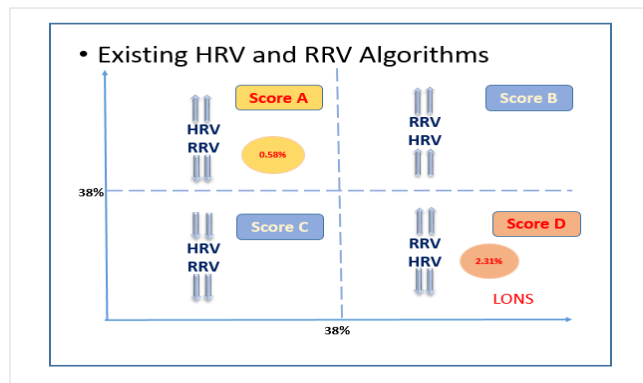 • Existing HRV and RRV Algorithms
Score A
HRV
RRV
0.58%
Score B
RRV
HRV
38%
Score C
HRV
RRV
Score D
RRV
HRV
2.31%
LONS
38%